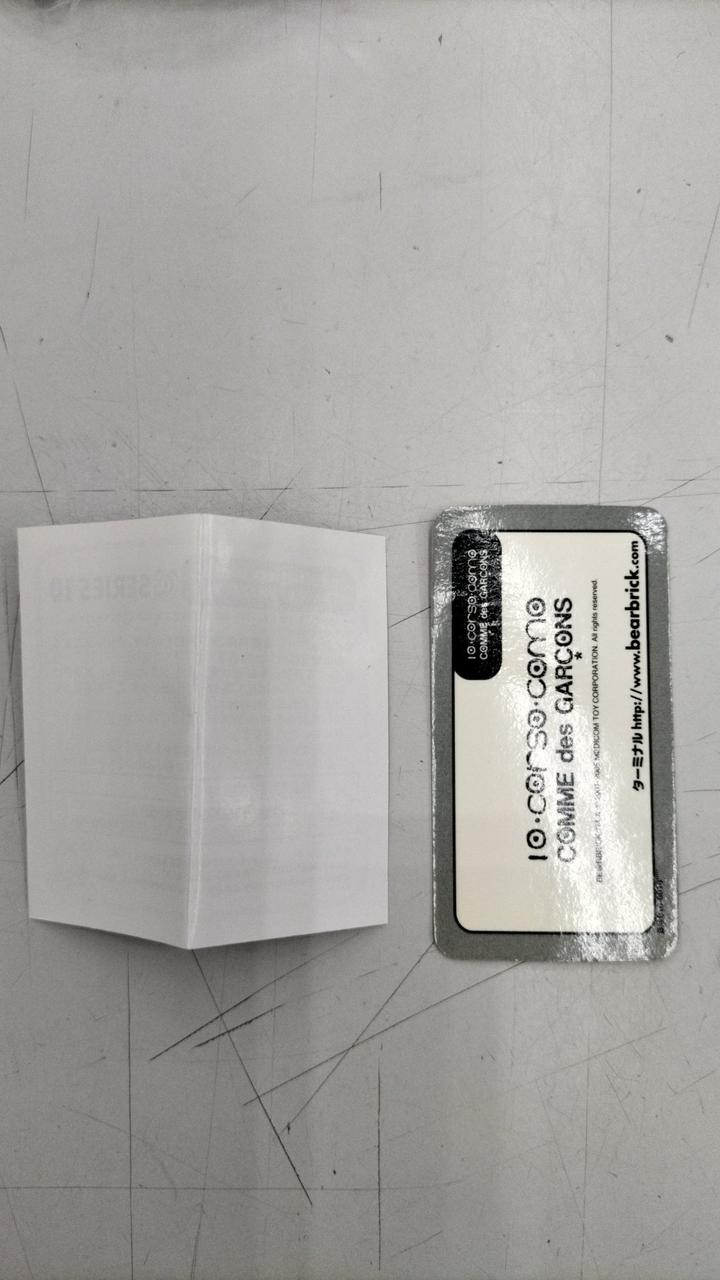 SERIES 10
10·corso·como
COMME des GARÇONS
10·corso·como
COMME des GARÇONS
*
MEDICOM TOY CORPORATION. All rights reserved.
ターミナル http://www.bearbrick.com